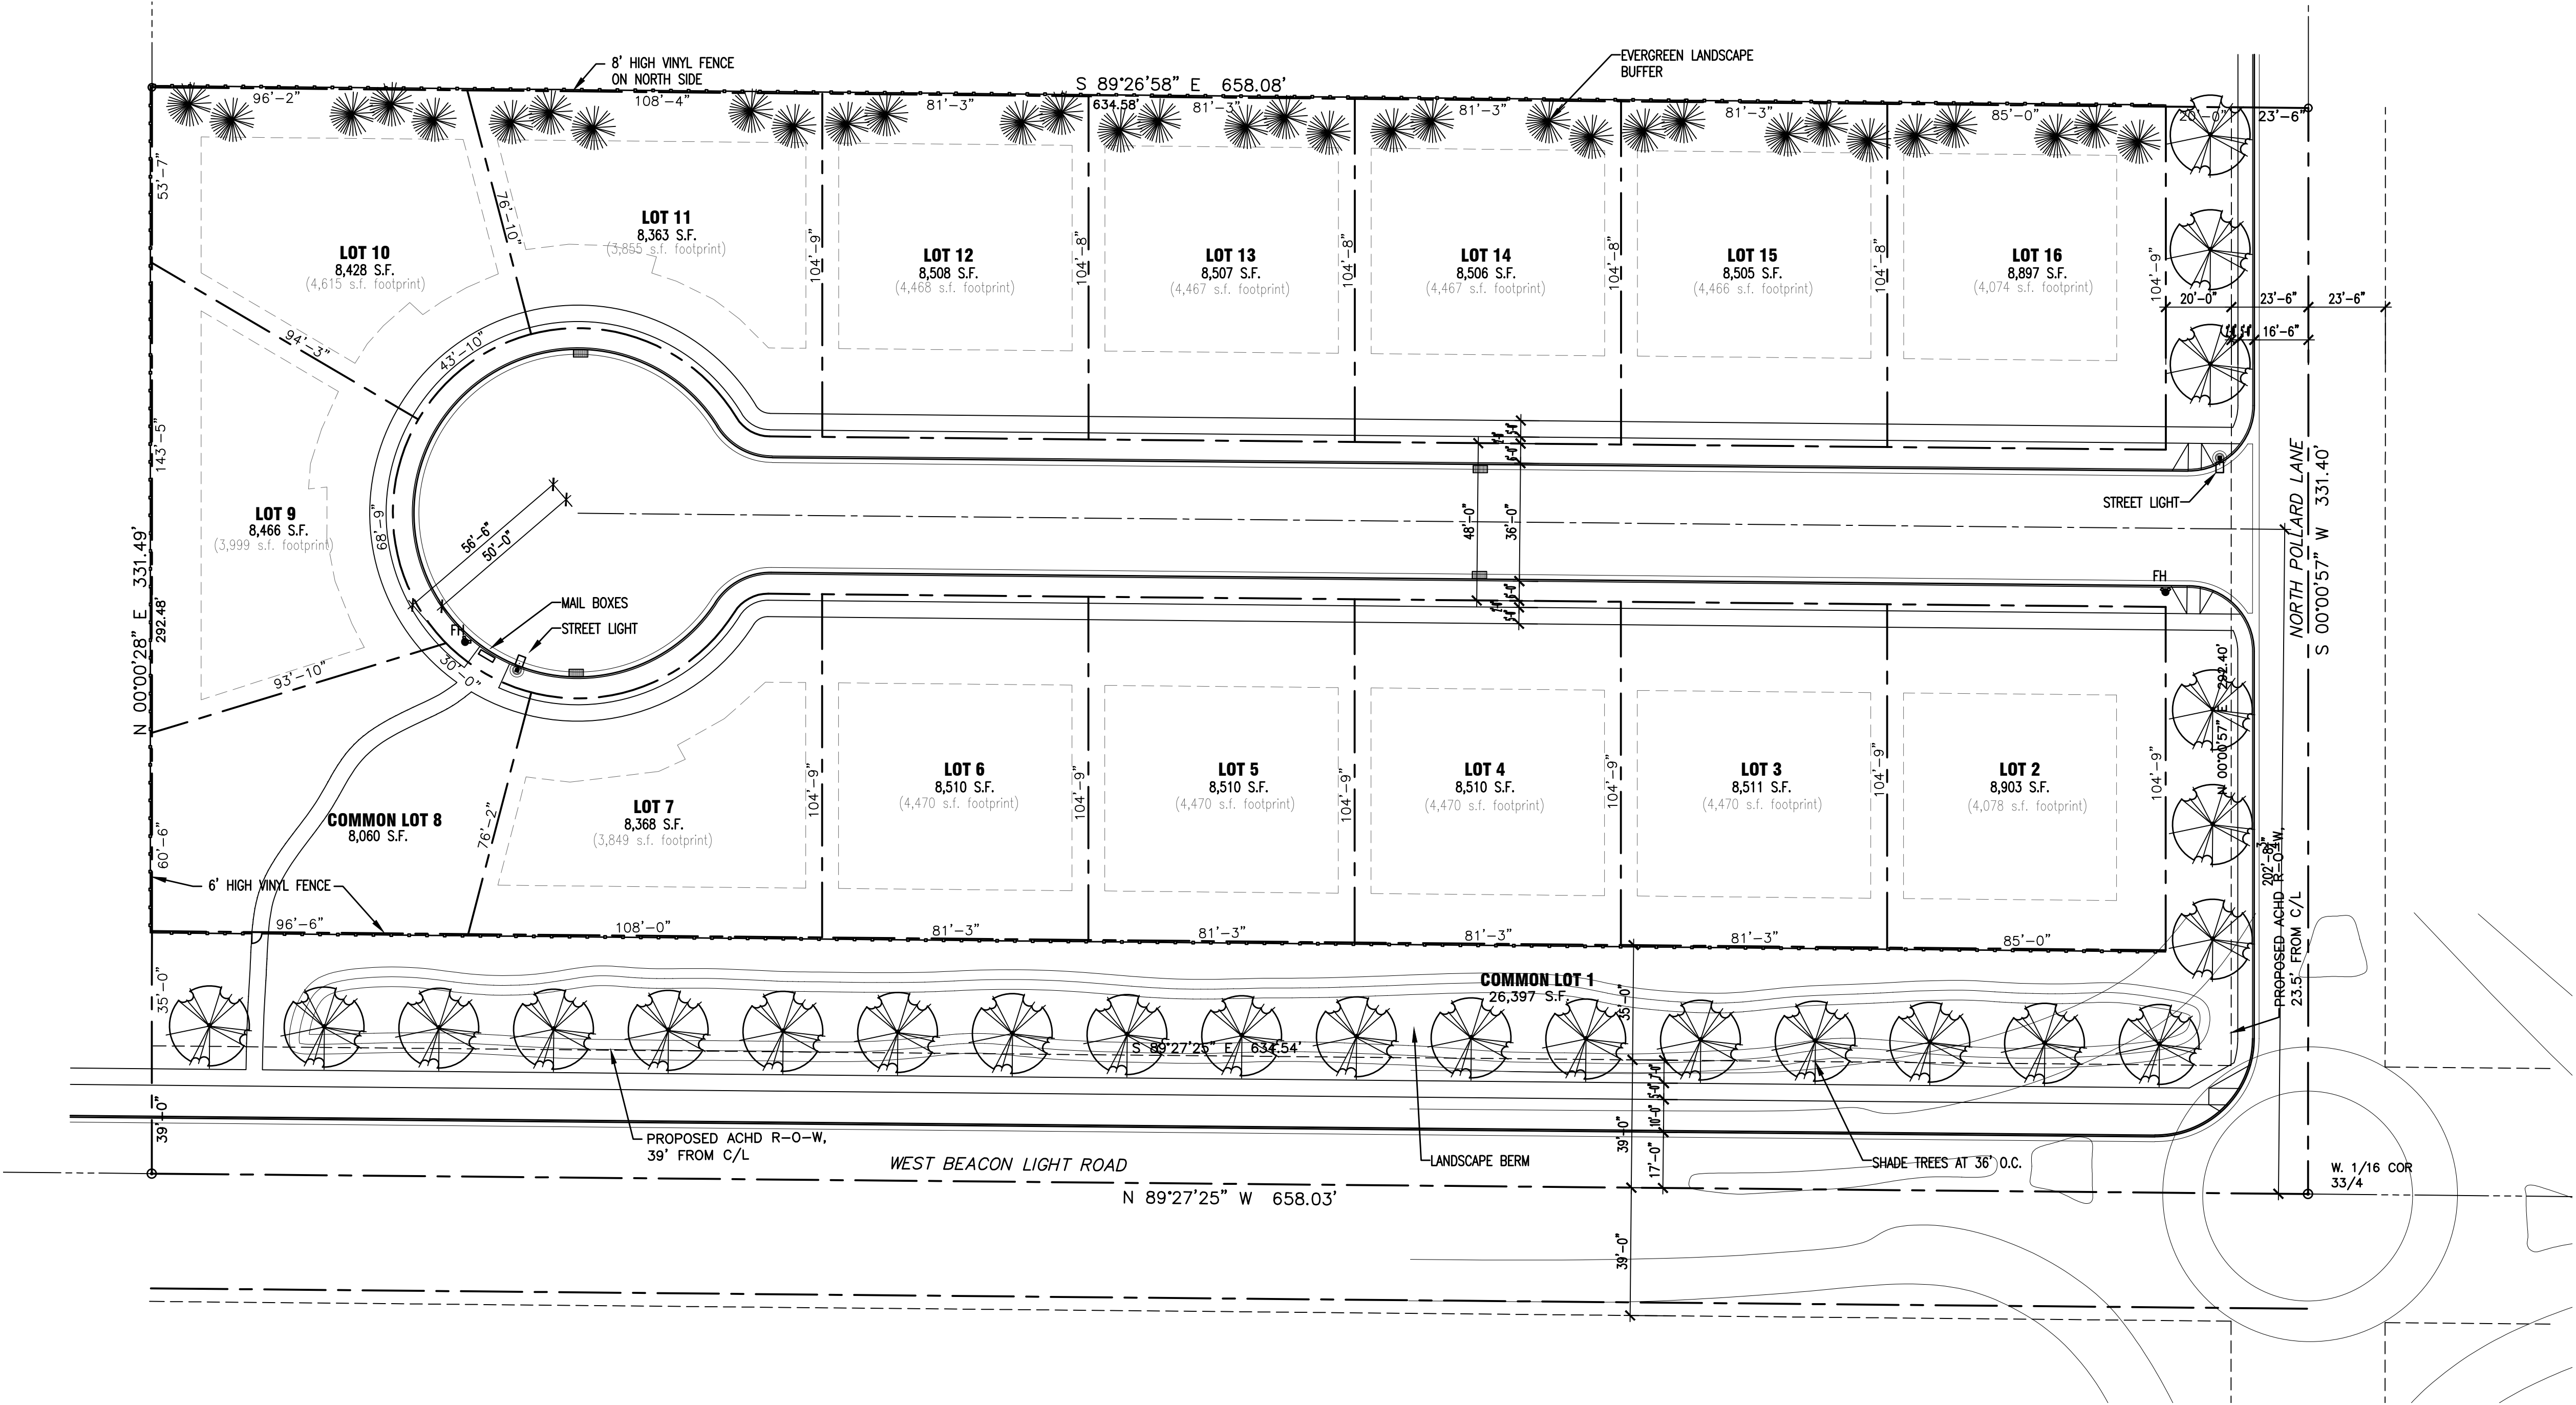 8' HIGH VINYL FENCE
ON NORTH SIDE
EVERGREEN LANDSCAPE
BUFFER
S 89°26'58" E 658.08'
634.58'
96'-2"
108'-4"
81'-3"
81'-3"
81'-3"
81'-3"
85'-0"
20'-0"
23'-6"
53'-7"
76'-10"
LOT 10
8,428 S.F.
(4,615 s.f. footprint)
LOT 11
8,363 S.F.
(3,855 s.f. footprint)
104'-9"
LOT 12
8,508 S.F.
(4,468 s.f. footprint)
104'-8"
LOT 13
8,507 S.F.
(4,467 s.f. footprint)
104'-8"
LOT 14
8,506 S.F.
(4,467 s.f. footprint)
104'-8"
LOT 15
8,505 S.F.
(4,466 s.f. footprint)
104'-8"
LOT 16
8,897 S.F.
(4,074 s.f. footprint)
104'-9"
20'-0"
23'-6"
23'-6"
16'-6"
94'-3"
43'-10"
143'-5"
LOT 9
8,466 S.F.
(3,999 s.f. footprint)
68'-9"
56'-6"
50'-0"
48'-0"
36'-0"
6'-0"
5'-0"
6'-0"
5'-0"
STREET LIGHT
NORTH POLLARD LANE
S 00°00'57" W 331.40'
N 00°00'28" E 331.49'
292.48'
MAIL BOXES
STREET LIGHT
FH
FH
30'-0"
93'-10"
N 00°00'57" E 292.40'
60'-6"
COMMON LOT 8
8,060 S.F.
76'-2"
LOT 7
8,368 S.F.
(3,849 s.f. footprint)
104'-9"
LOT 6
8,510 S.F.
(4,470 s.f. footprint)
104'-9"
LOT 5
8,510 S.F.
(4,470 s.f. footprint)
104'-9"
LOT 4
8,510 S.F.
(4,470 s.f. footprint)
104'-9"
LOT 3
8,511 S.F.
(4,470 s.f. footprint)
104'-9"
LOT 2
8,903 S.F.
(4,078 s.f. footprint)
104'-9"
6' HIGH VINYL FENCE
96'-6"
108'-0"
81'-3"
81'-3"
81'-3"
81'-3"
85'-0"
PROPOSED ACHD R-O-W,
23.5' FROM C/L
35'-0"
COMMON LOT 1
26,397 S.F.
35'-0"
S 89°27'25" E 634.54'
39'-0"
7'-0"
5'-0"
10'-0"
39'-0"
17'-0"
PROPOSED ACHD R-O-W,
39' FROM C/L
WEST BEACON LIGHT ROAD
LANDSCAPE BERM
SHADE TREES AT 36' O.C.
N 89°27'25" W 658.03'
W. 1/16 COR
33/4
39'-0"